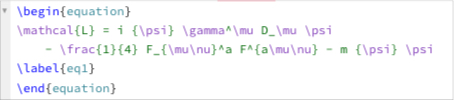 \begin{equation}
\mathcal{L} = i {\psi} \gamma^\mu D_\mu \psi
- \frac{1}{4} F_{\mu\nu}^a F^{a\mu\nu} - m {\psi} \psi
\label{eq1}
\end{equation}